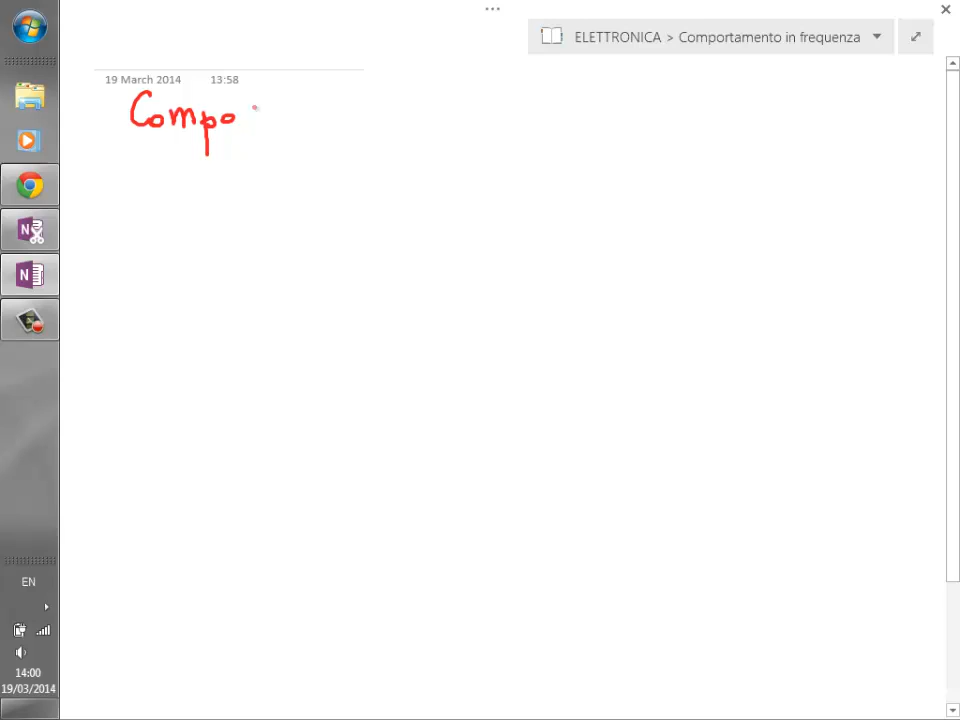 ELETTRONICA > Comportamento in frequenza
19 March 2014 13:58
Compo
EN
14:00
19/03/2014